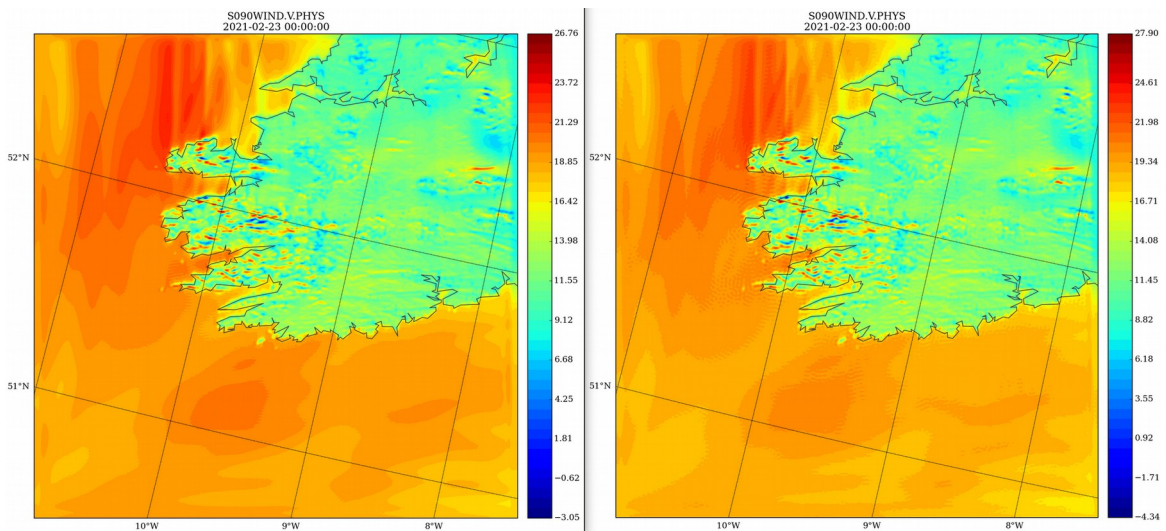 S090WIND.V.PHYS
2021-02-23 00:00:00
26.76
23.72
21.29
18.85
16.42
13.98
11.55
9.12
6.68
4.25
1.81
−0.62
−3.05
52°N
51°N
10°W
9°W
8°W
S090WIND.V.PHYS
2021-02-23 00:00:00
27.90
24.61
21.98
19.34
16.71
14.08
11.45
8.82
6.18
3.55
0.92
−1.71
−4.34
52°N
51°N
10°W
9°W
8°W